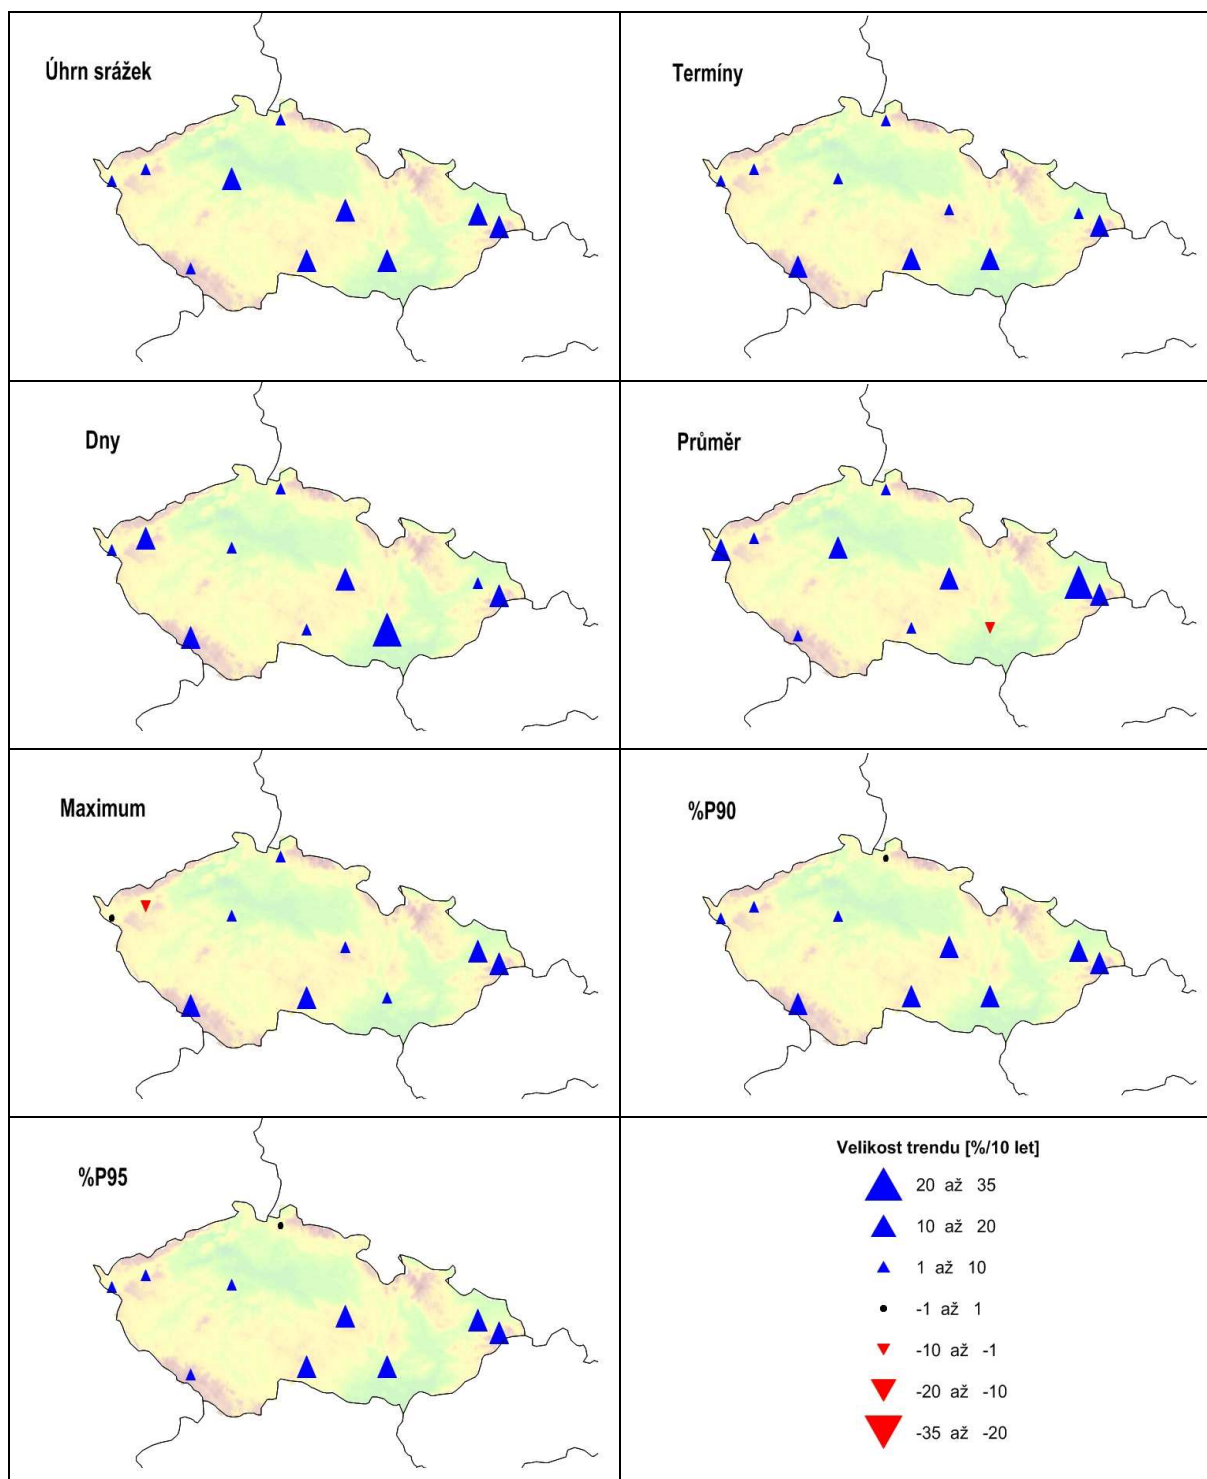 Úhrn srážek
Termíny
Dny
Průměr
Maximum
%P90
%P95
Velikost trendu [%/10 let]
20 až 35
10 až 20
1 až 10
-1 až 1
-10 až -1
-20 až -10
-35 až -20